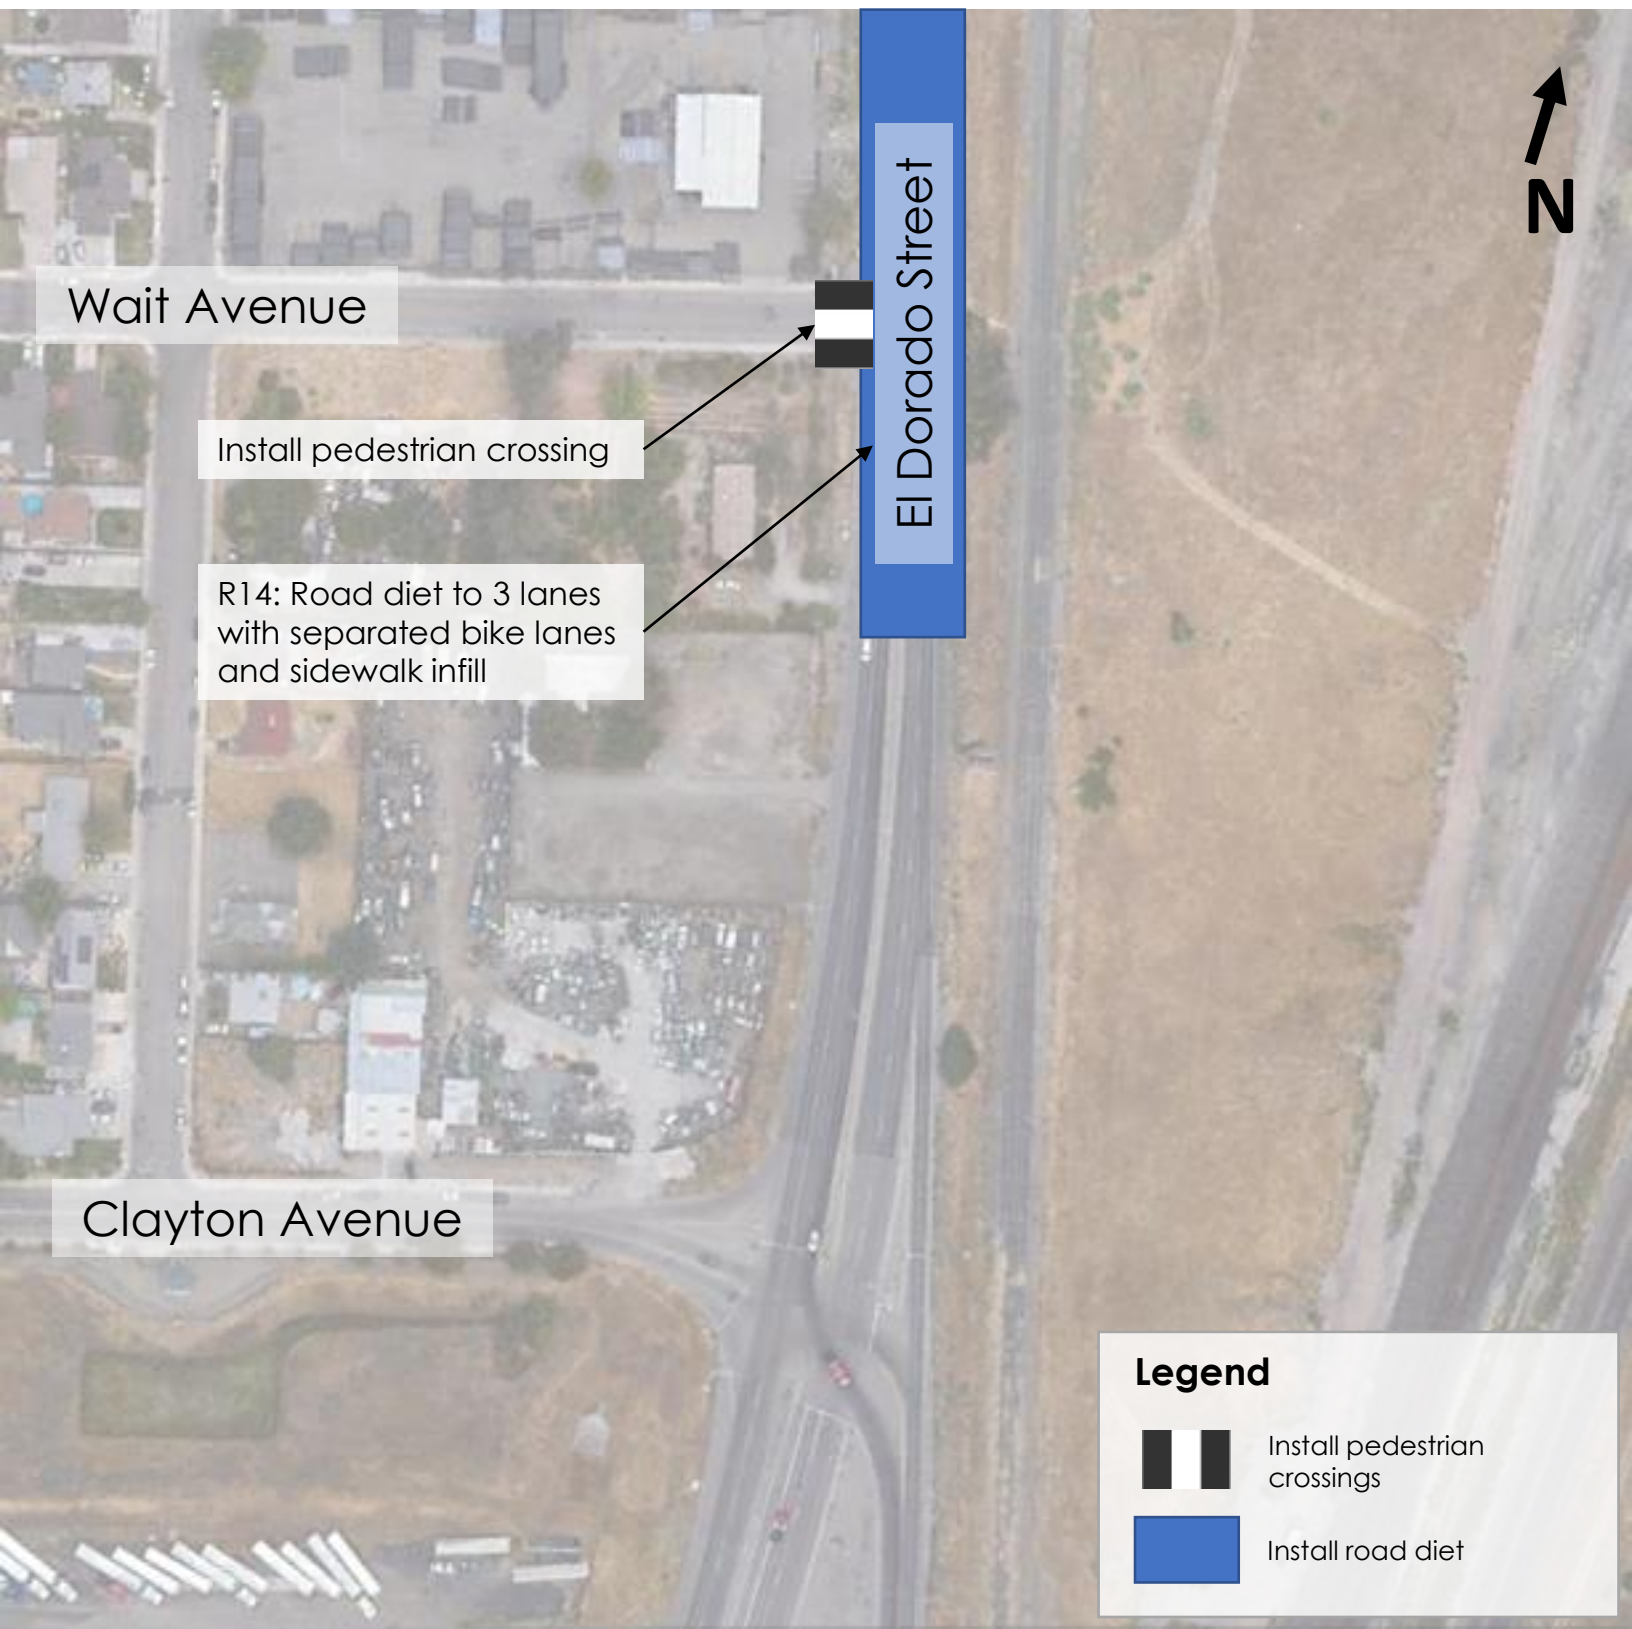 N
El Dorado Street
Wait Avenue
Install pedestrian crossing
R14: Road diet to 3 lanes
with separated bike lanes
and sidewalk infill
Clayton Avenue
Legend
Install pedestrian
crossings
Install road diet